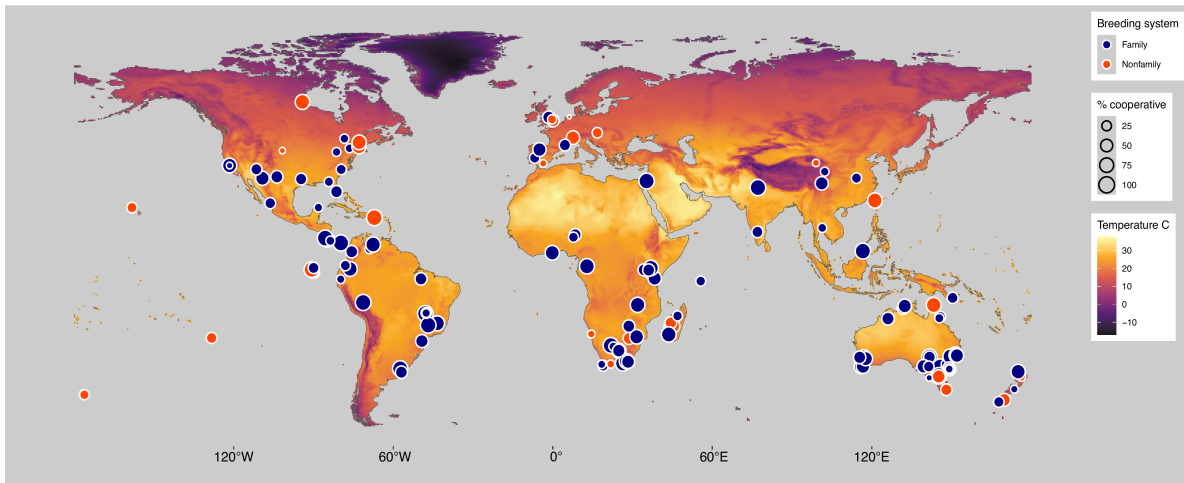 Breeding system
Family
Nonfamily
% cooperative
25
50
75
100
Temperature C
30
20
10
0
−10
120°W
60°W
0°
60°E
120°E